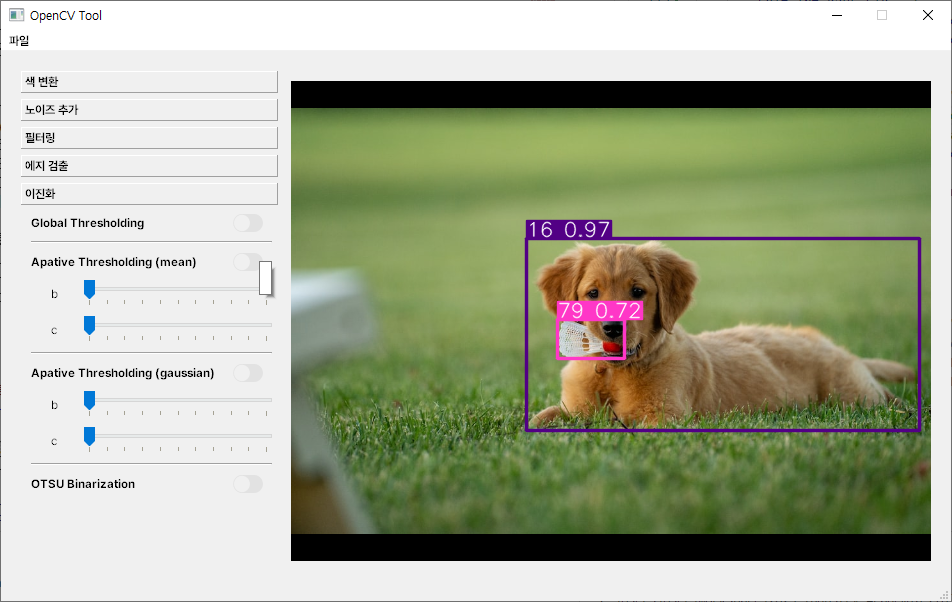 OpenCV Tool
파일
색 변환
노이즈 추가
필터링
에지 검출
이진화
Global Thresholding
Apative Thresholding (mean)
b
c
Apative Thresholding (gaussian)
b
c
OTSU Binarization
16 0.97
79 0.72